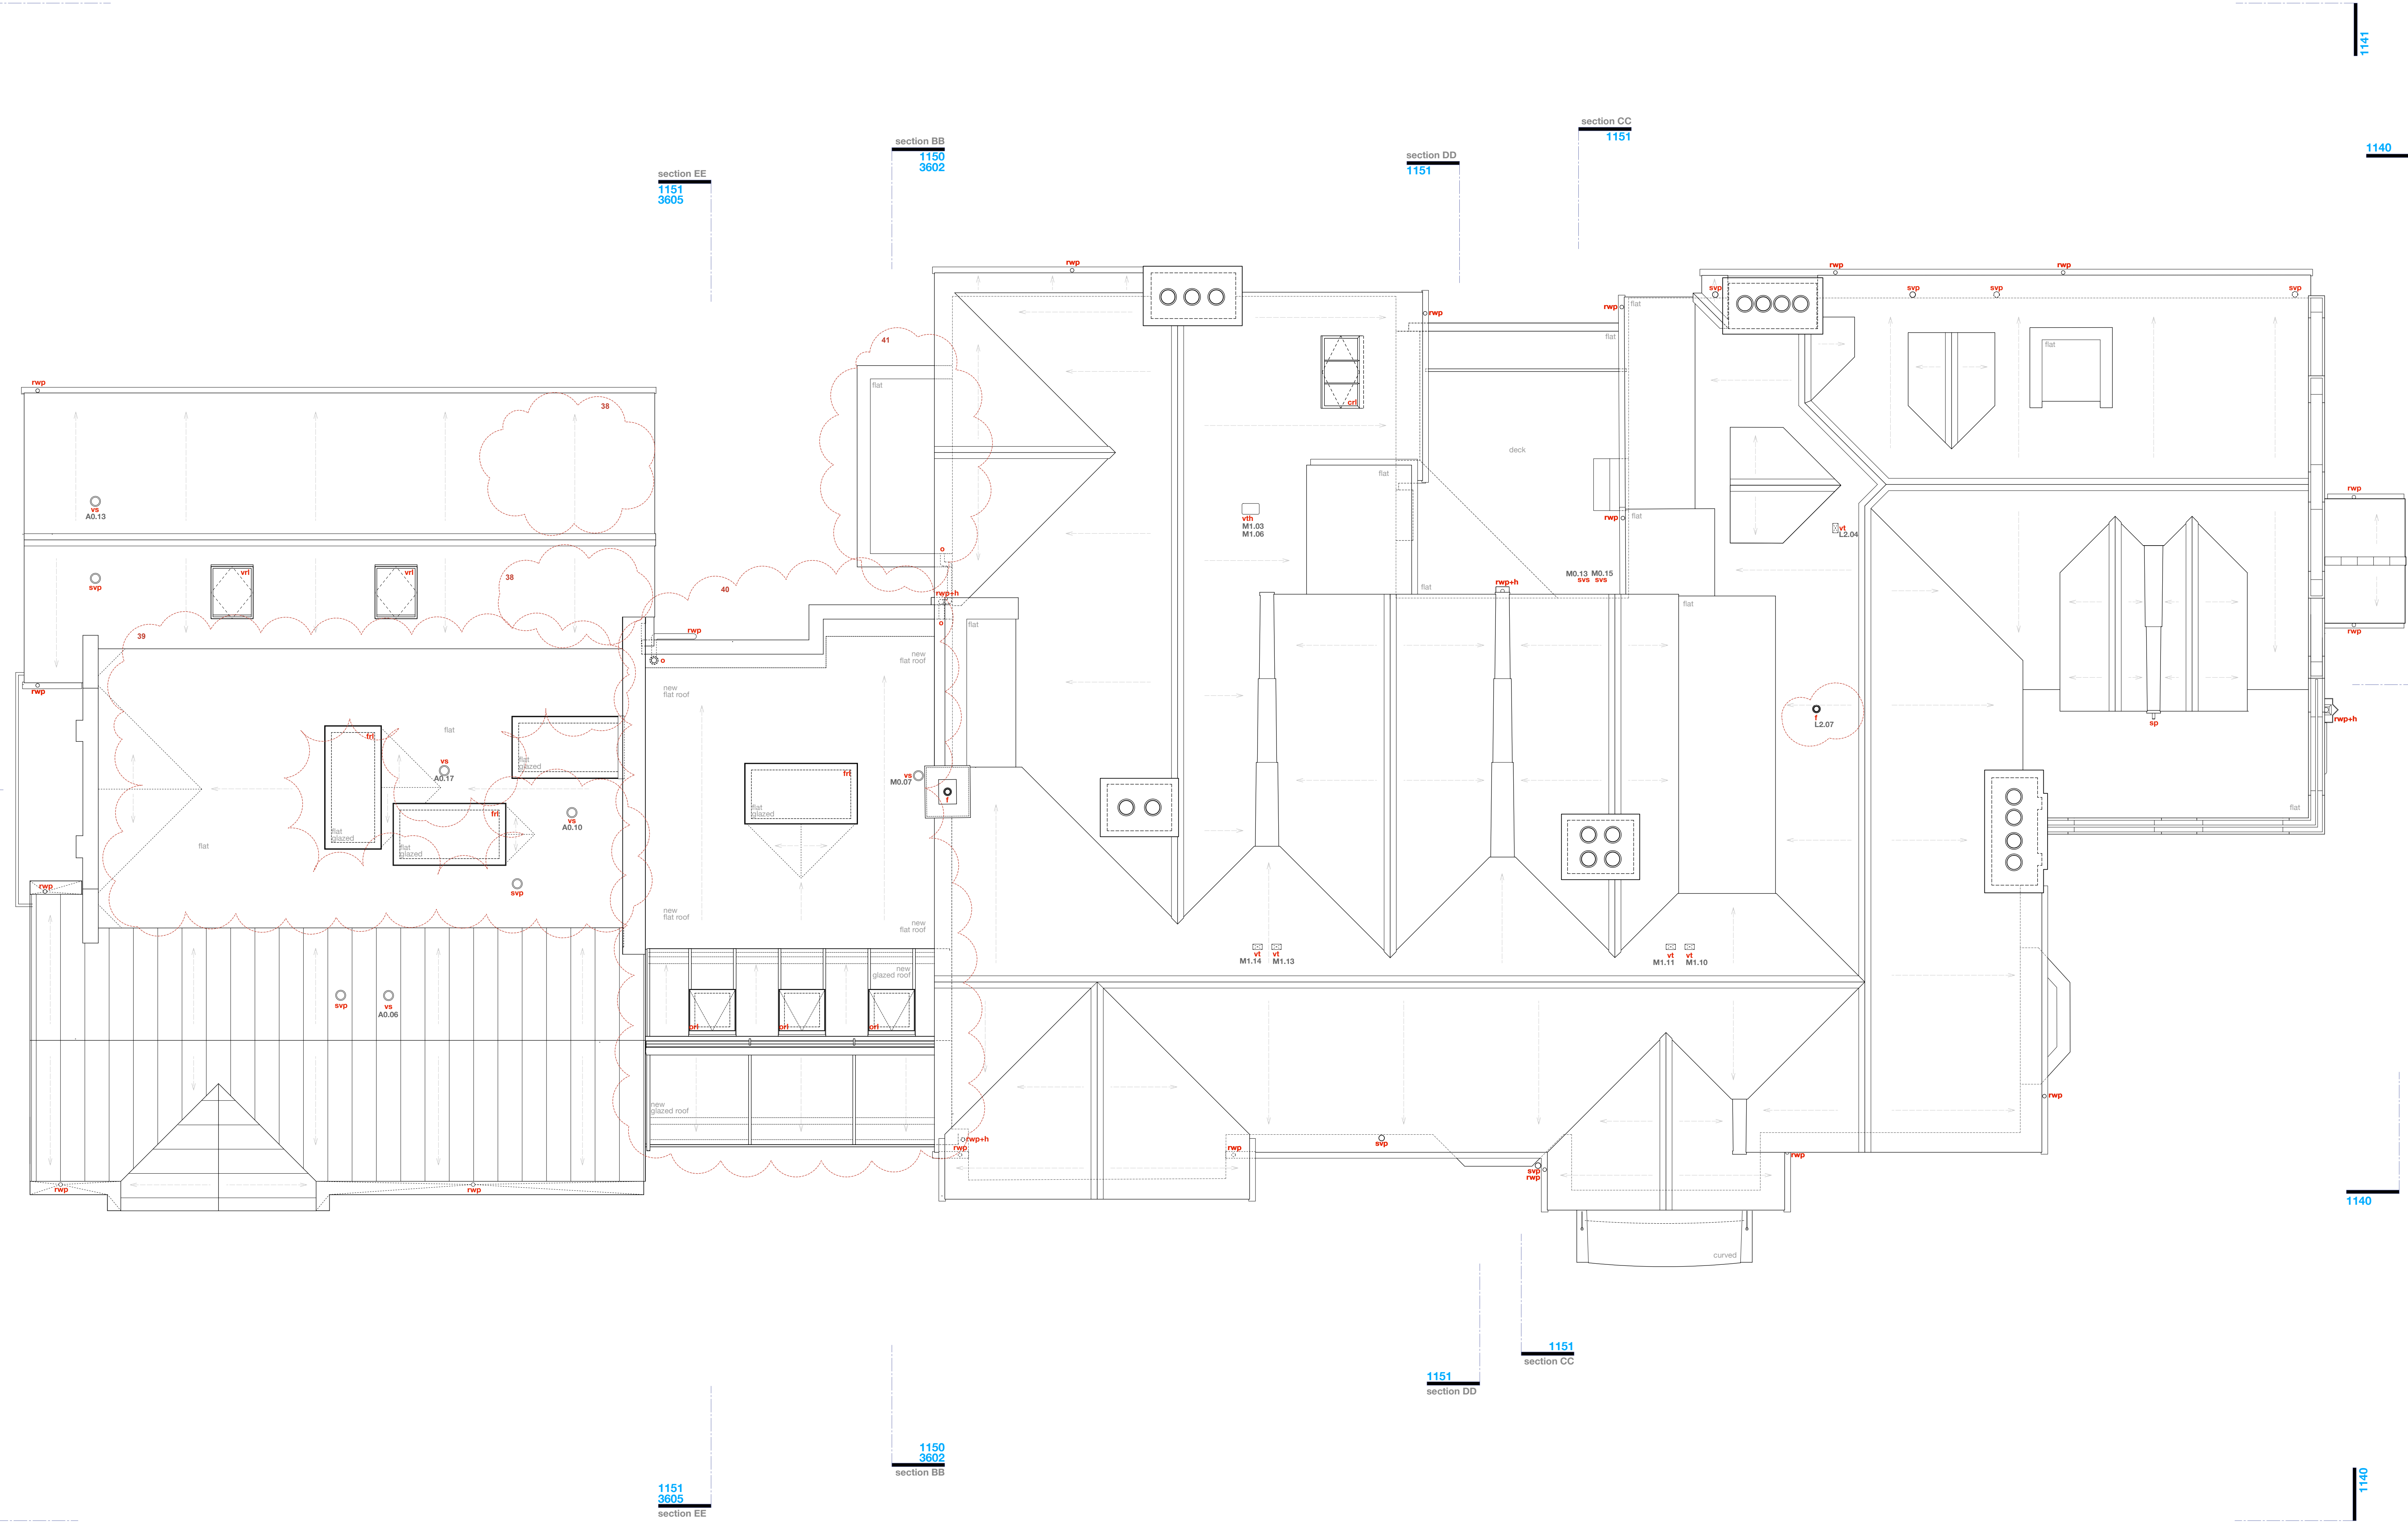 1141
section CC
1151
1140
section BB
1150
3602
section DD
1151
section EE
1151
3605
rwp
rwp
rwp
svp
svp
svp
svp
rwp
rwp
flat
flat
flat
41
flat
rwp
38
crl
deck
flat
rwp
vs
A0.13
vth
M1.03
M1.06
rwp
flat
vt
L2.04
o
38
svp
vrl
vrl
40
rwp+h
flat
rwp+h
M0.13 M0.15
svs svs
flat
39
rwp
o
o
flat
new
flat roof
rwp
rwp
new
flat roof
f
L2.07
sp
rwp+h
flat
frl
flat
glazed
vs
A0.17
frl
vs
M0.07
f
flat
glazed
frl
flat
glazed
vs
A0.10
flat
glazed
flat
flat
rwp
svp
new
flat roof
new
flat roof
vt
M1.14
vt
M1.13
vt
M1.11
vt
M1.10
new
glazed roof
svp
vs
A0.06
orl
orl
orl
new
glazed roof
rwp
rwp+h
rwp
rwp
svp
rwp
svp
rwp
rwp
rwp
1140
curved
1151
section CC
1151
section DD
1150
3602
section BB
1151
3605
section EE
1140